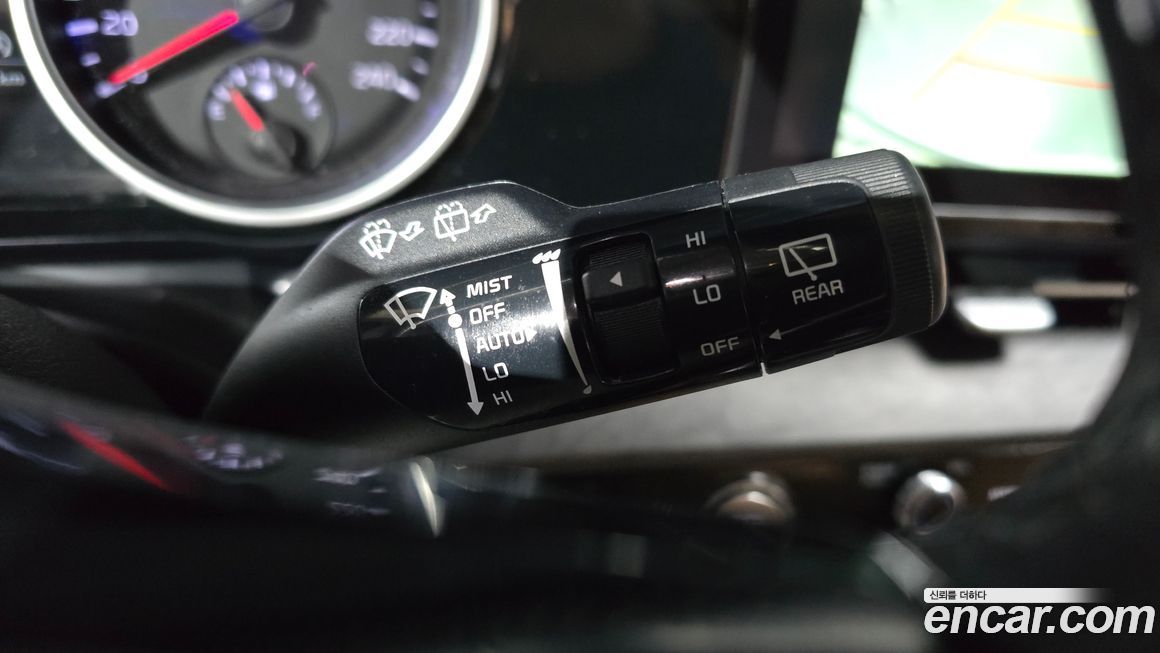 20
220
240
MIST
OFF
AUTO
LO
HI
HI
LO
OFF
REAR
신뢰를 더하다
encar.com